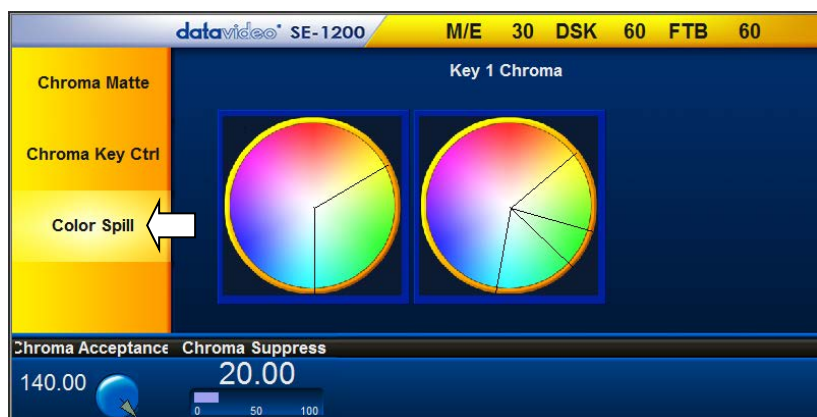 datavideo SE-1200 M/E 30 DSK 60 FTB 60
Chroma Matte
Key 1 Chroma
Chroma Key Ctrl
Color Spill
Chroma Acceptance Chroma Suppress
140.00 20.00
0 50 100